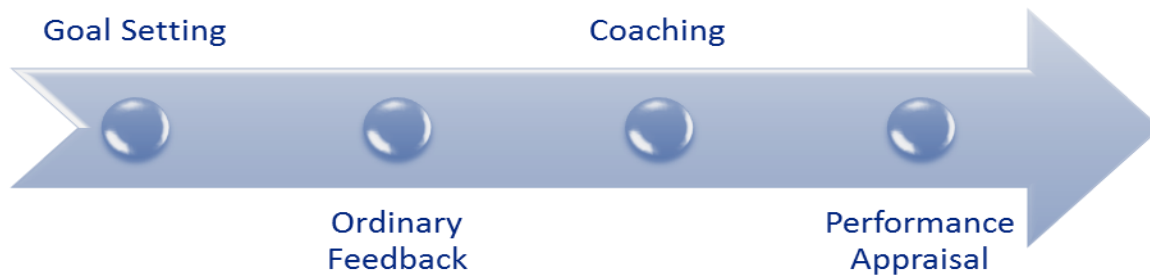 Goal Setting
Coaching
Ordinary
Feedback
Performance
Appraisal